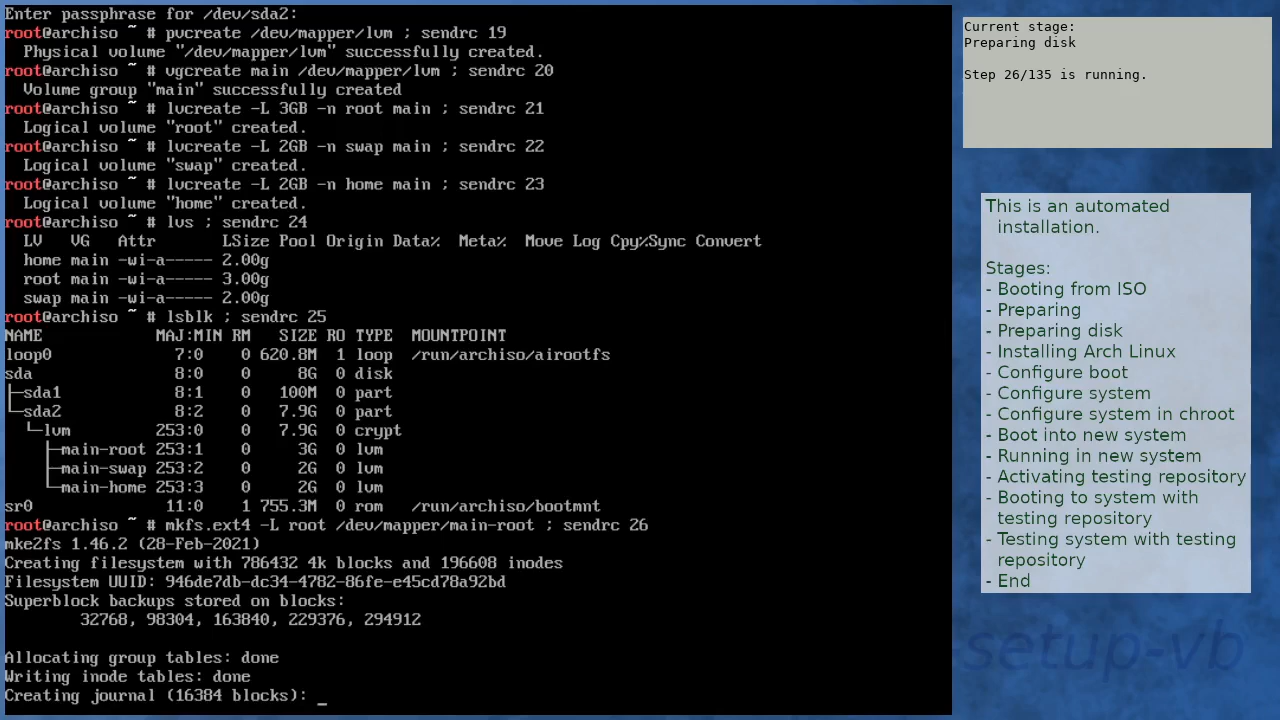 Enter passphrase for /dev/sda2:
root@archiso ~ # pvcreate /dev/mapper/lvm ; sendrc 19
  Physical volume "/dev/mapper/lvm" successfully created.
root@archiso ~ # vgcreate main /dev/mapper/lvm ; sendrc 20
  Volume group "main" successfully created
root@archiso ~ # lvcreate -L 3GB -n root main ; sendrc 21
  Logical volume "root" created.
root@archiso ~ # lvcreate -L 2GB -n swap main ; sendrc 22
  Logical volume "swap" created.
root@archiso ~ # lvcreate -L 2GB -n home main ; sendrc 23
  Logical volume "home" created.
root@archiso ~ # lvs ; sendrc 24
  LV   VG   Attr       LSize Pool Origin Data%  Meta%  Move Log Cpy%Sync Convert
  home main -wi-a----- 2.00g
  root main -wi-a----- 3.00g
  swap main -wi-a----- 2.00g
root@archiso ~ # lsblk ; sendrc 25
NAME            MAJ:MIN RM   SIZE RO TYPE  MOUNTPOINT
loop0             7:0    0 620.8M  1 loop  /run/archiso/airootfs
sda               8:0    0     8G  0 disk
├─sda1            8:1    0   100M  0 part
└─sda2            8:2    0   7.9G  0 part
  └─lvm         253:0    0   7.9G  0 crypt
    ├─main-root 253:1    0     3G  0 lvm
    ├─main-swap 253:2    0     2G  0 lvm
    └─main-home 253:3    0     2G  0 lvm
sr0              11:0    1 755.3M  0 rom   /run/archiso/bootmnt
root@archiso ~ # mkfs.ext4 -L root /dev/mapper/main-root ; sendrc 26
mke2fs 1.46.2 (28-Feb-2021)
Creating filesystem with 786432 4k blocks and 196608 inodes
Filesystem UUID: 946de7db-dc34-4782-86fe-e45cd78a92bd
Superblock backups stored on blocks:
        32768, 98304, 163840, 229376, 294912
Allocating group tables: done
Writing inode tables: done
Creating journal (16384 blocks): _
Current stage:
Preparing disk
Step 26/135 is running.
This is an automated
installation.
Stages:
- Booting from ISO
- Preparing
- Preparing disk
- Installing Arch Linux
- Configure boot
- Configure system
- Configure system in chroot
- Boot into new system
- Running in new system
- Activating testing repository
- Booting to system with
testing repository
- Testing system with testing
repository
- End
-setup-vb